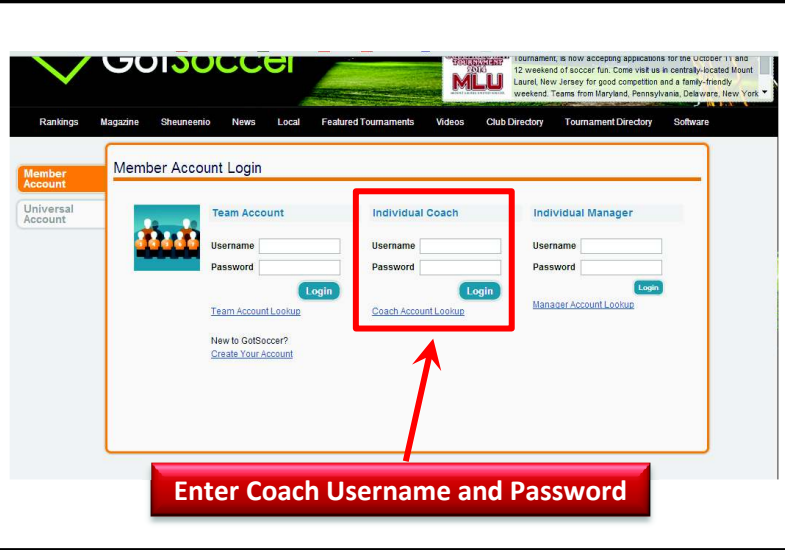 GotSoccer
TOURNAMENT
2014
MLU
Tournament, is now accepting applications for the October 11 and
12 weekend of soccer fun. Come visit us in centrally-located Mount
Laurel, New Jersey for good competition and a family-friendly
weekend. Teams from Maryland, Pennsylvania, Delaware, New York
Rankings Magazine Sheuneenio News Local Featured Tournaments Videos Club Directory Tournament Directory Software
Member
Account
Universal
Account
Member Account Login
Team Account Individual Coach Individual Manager
Username Username Username
Password Password Password
Login Login Login
Team Account Lookup Coach Account Lookup Manager Account Lookup
New to GotSoccer?
Create Your Account
Enter Coach Username and Password